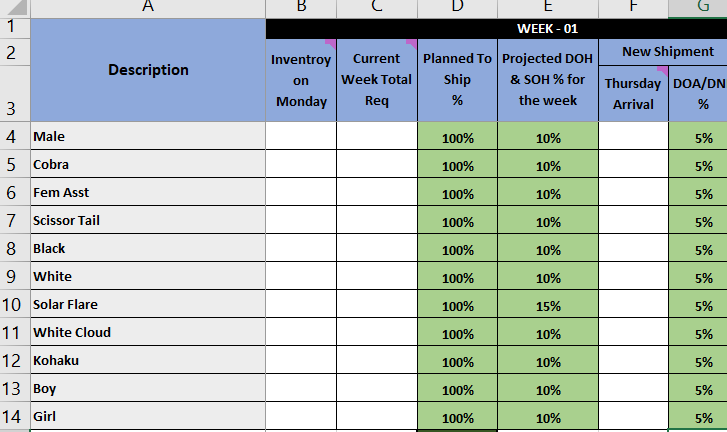 A B C D E F G
1 WEEK - 01
2 Description Inventroy on Monday Current Week Total Req Planned To Ship % Projected DOH & SOH % for the week New Shipment
3 Thursday Arrival DOA/DN %
4 Male 100% 10% 5%
5 Cobra 100% 10% 5%
6 Fem Asst 100% 10% 5%
7 Scissor Tail 100% 10% 5%
8 Black 100% 10% 5%
9 White 100% 10% 5%
10 Solar Flare 100% 15% 5%
11 White Cloud 100% 10% 5%
12 Kohaku 100% 10% 5%
13 Boy 100% 10% 5%
14 Girl 100% 10% 5%